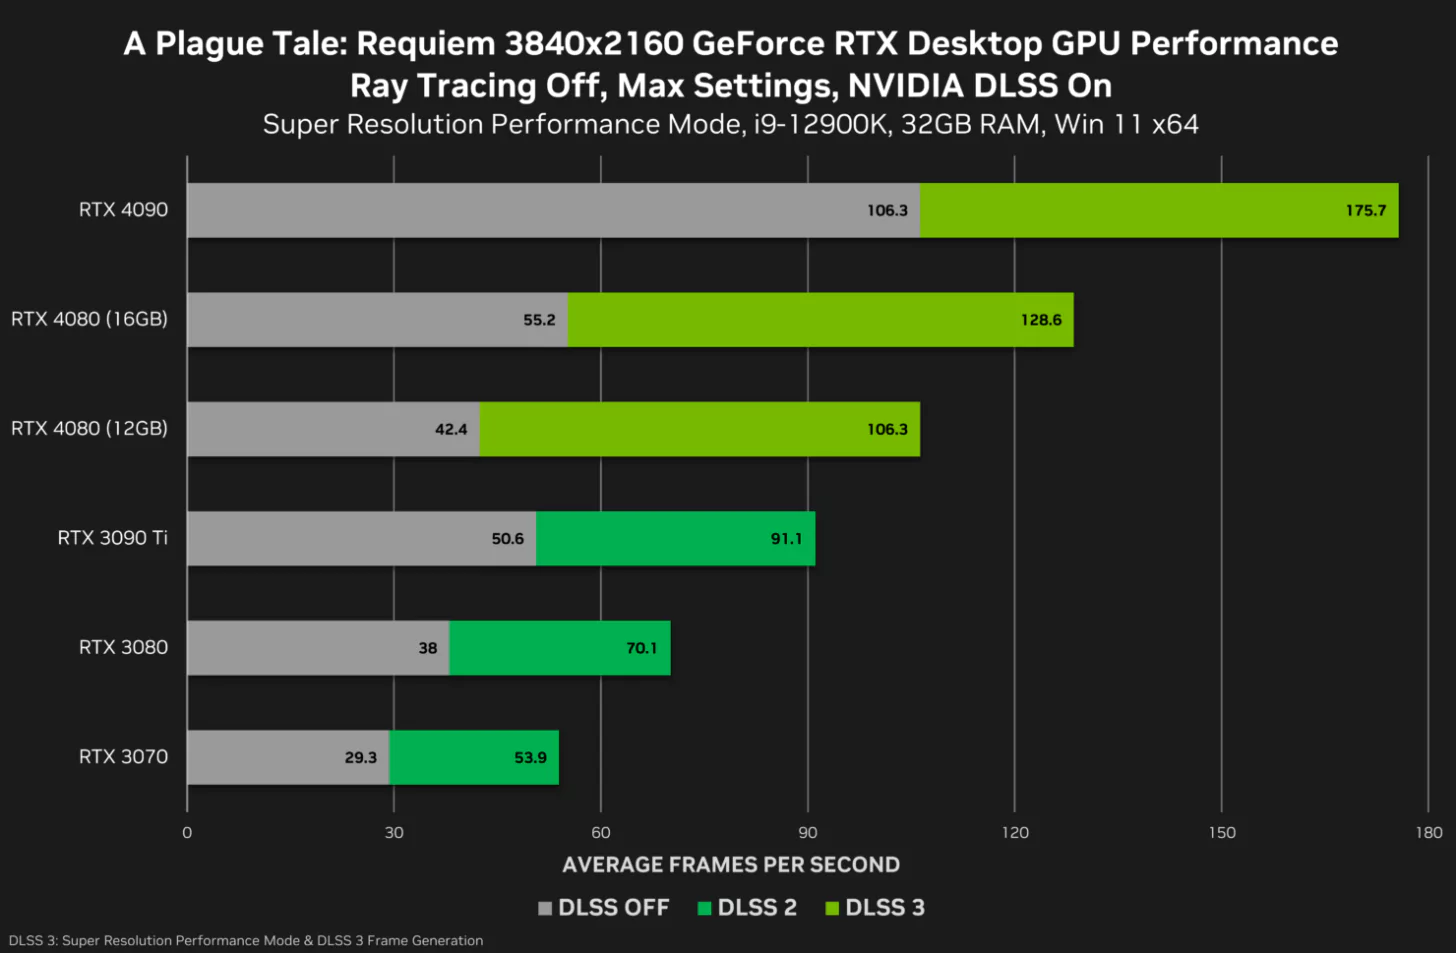 A Plague Tale: Requiem 3840x2160 GeForce RTX Desktop GPU Performance
Ray Tracing Off, Max Settings, NVIDIA DLSS On
Super Resolution Performance Mode, i9-12900K, 32GB RAM, Win 11 x64
RTX 4090 106.3 175.7
RTX 4080 (16GB) 55.2 128.6
RTX 4080 (12GB) 42.4 106.3
RTX 3090 Ti 50.6 91.1
RTX 3080 38 70.1
RTX 3070 29.3 53.9
0 30 60 90 120 150 180
AVERAGE FRAMES PER SECOND
DLSS OFF DLSS 2 DLSS 3
DLSS 3: Super Resolution Performance Mode & DLSS 3 Frame Generation